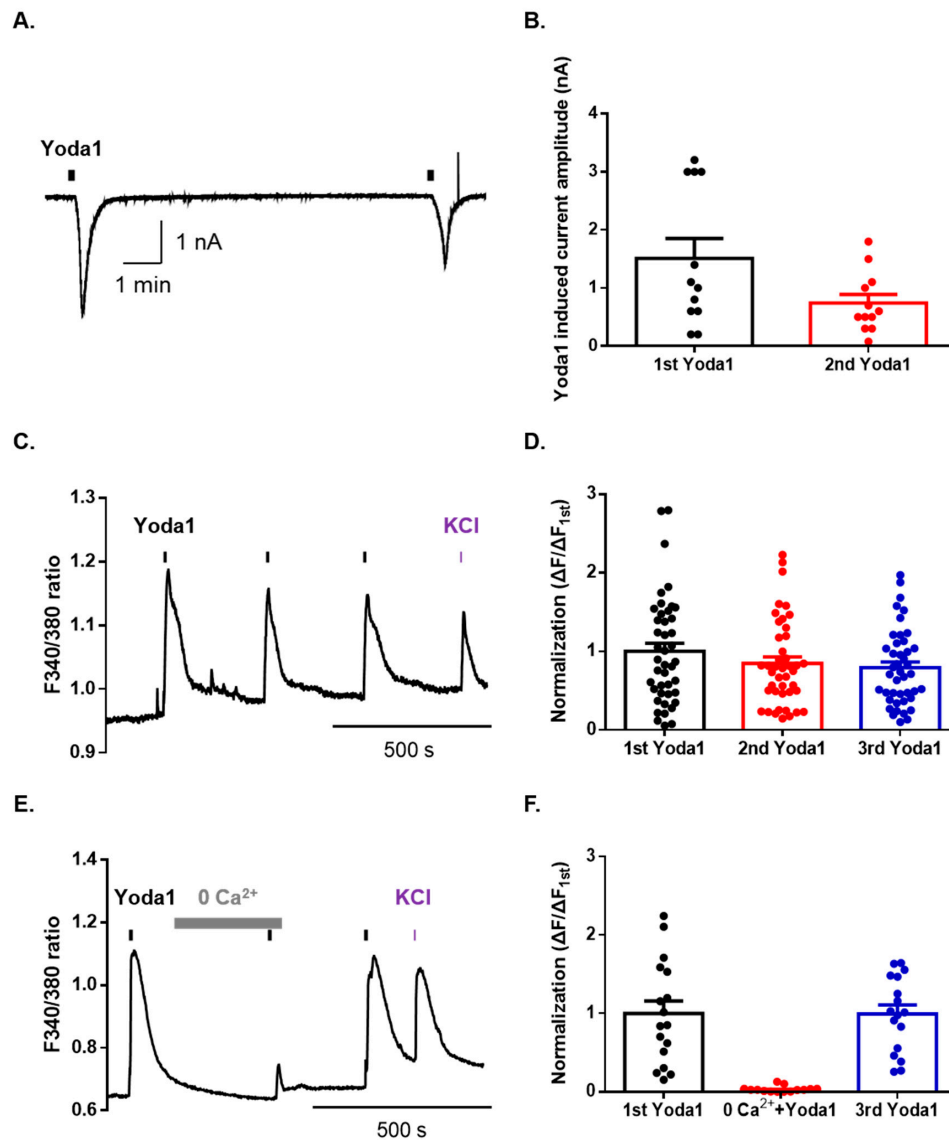 A.
Yoda1
1 nA
1 min
B.
Yoda1 induced current amplitude (nA)
4
3
2
1
0
1st Yoda1
2nd Yoda1
C.
F340/380 ratio
1.3
1.2
1.1
1.0
0.9
Yoda1
KCl
500 s
D.
Normalization (ΔF/ΔF1st)
3
2
1
0
1st Yoda1
2nd Yoda1
3rd Yoda1
E.
F340/380 ratio
1.4
1.2
1.0
0.8
0.6
Yoda1
0 Ca²⁺
KCl
500 s
F.
Normalization (ΔF/ΔF1st)
3
2
1
0
1st Yoda1
0 Ca²⁺+Yoda1
3rd Yoda1